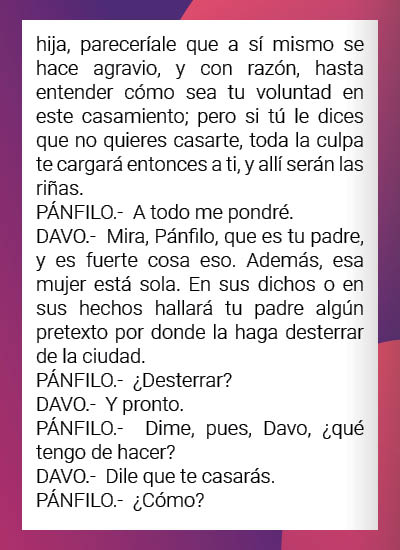 hija, pareceríale que a sí mismo se
hace agravio, y con razón, hasta
entender cómo sea tu voluntad en
este casamiento; pero si tú le dices
que no quieres casarte, toda la culpa
te cargará entonces a ti, y allí serán las
riñas.
PÁNFILO.- A todo me pondré.
DAVO.- Mira, Pánfilo, que es tu padre,
y es fuerte cosa eso. Además, esa
mujer está sola. En sus dichos o en
sus hechos hallará tu padre algún
pretexto por donde la haga desterrar
de la ciudad.
PÁNFILO.- ¿Desterrar?
DAVO.- Y pronto.
PÁNFILO.- Dime, pues, Davo, ¿qué
tengo de hacer?
DAVO.- Dile que te casarás.
PÁNFILO.- ¿Cómo?